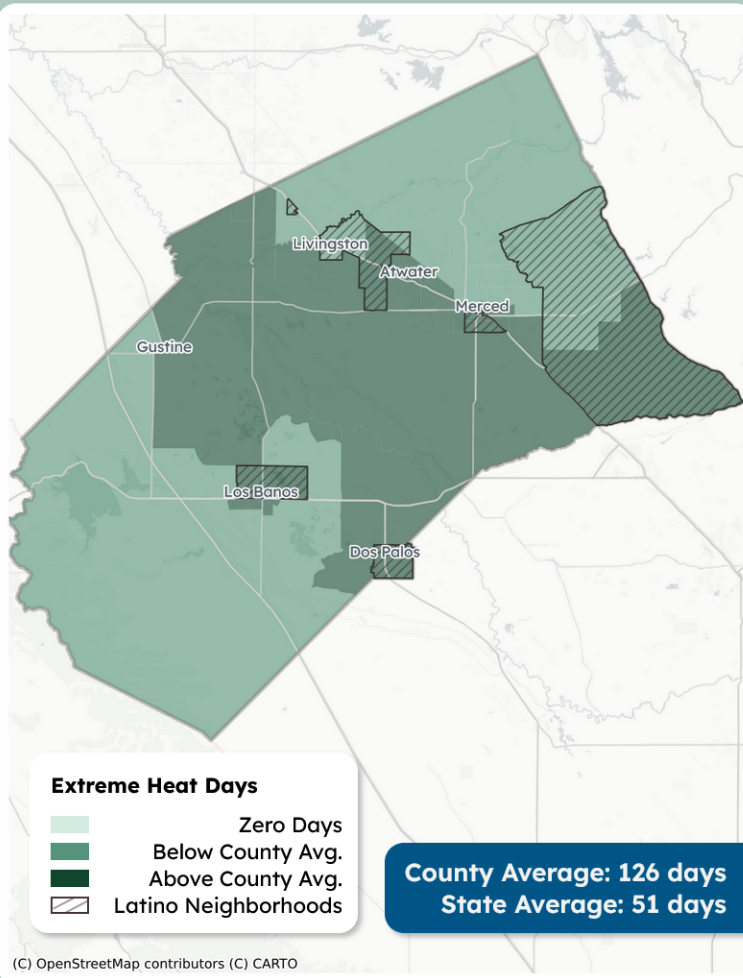 Livingston
Atwater
Merced
Gustine
Los Banos
Dos Palos
Extreme Heat Days
Zero Days
Below County Avg.
Above County Avg.
Latino Neighborhoods
County Average: 126 days
State Average: 51 days
(C) OpenStreetMap contributors (C) CARTO